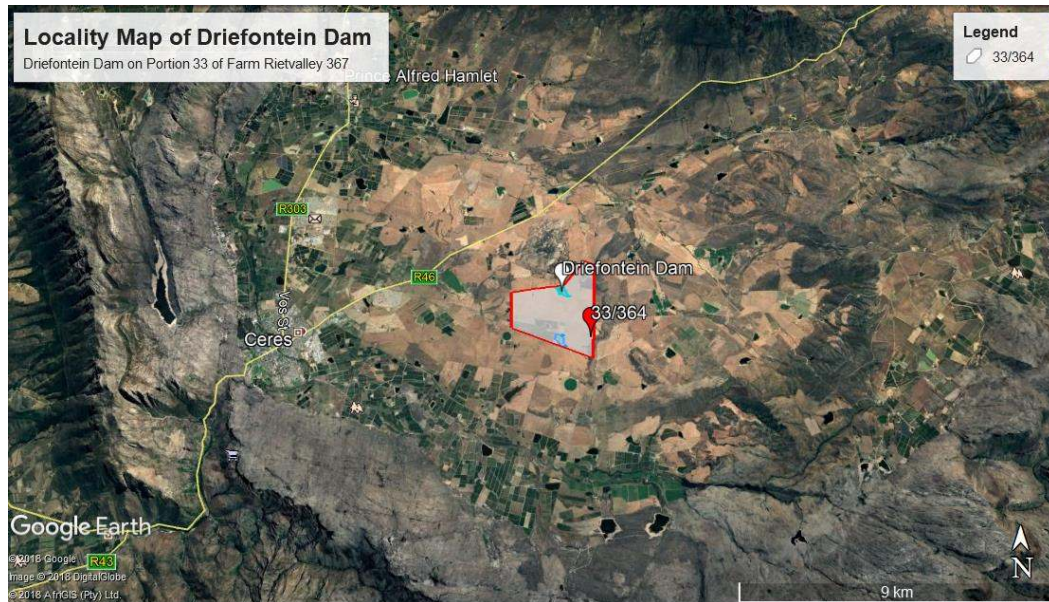 Locality Map of Driefontein Dam
Driefontein Dam on Portion 33 of Farm Rietvalley 367
Legend
33/364
Prince Alfred Hamlet
R303
R46
Driefontein Dam
33/364
Vos St
Ceres
Google Earth
© 2018 Google
Image © 2018 DigitalGlobe
© 2018 AfriGIS (Pty) Ltd.
R43
N
9 km